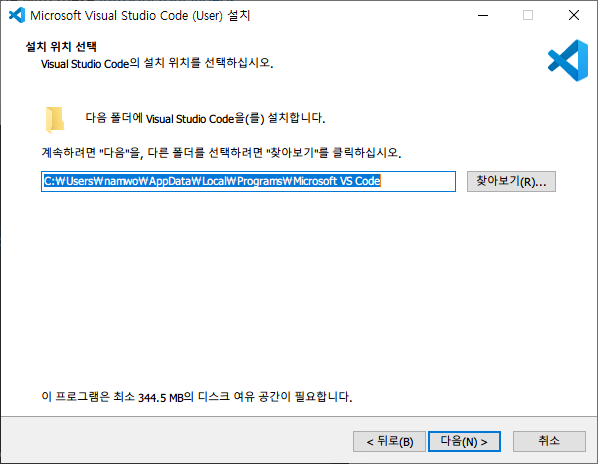 Microsoft Visual Studio Code (User) 설치
설치 위치 선택
Visual Studio Code의 설치 위치를 선택하십시오.
다음 폴더에 Visual Studio Code을(를) 설치합니다.
계속하려면 "다음"을, 다른 폴더를 선택하려면 "찾아보기"를 클릭하십시오.
C:₩Users₩namwo₩AppData₩Local₩Programs₩Microsoft VS Code
찾아보기(R)...
이 프로그램은 최소 344.5 MB의 디스크 여유 공간이 필요합니다.
< 뒤로(B)
다음(N) >
취소